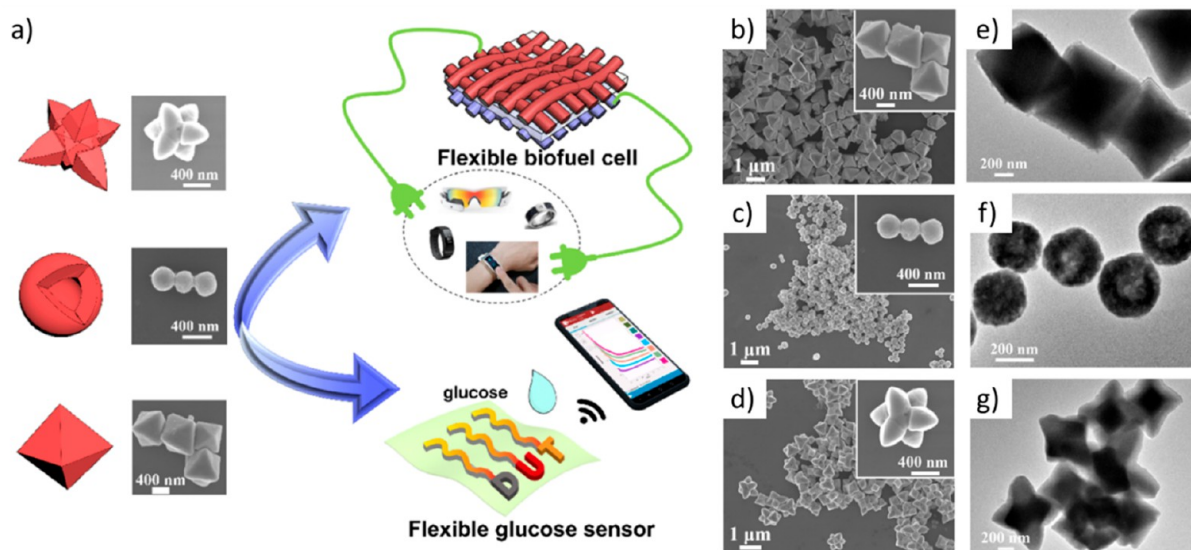 a)
400 nm
400 nm
400 nm
Flexible biofuel cell
glucose
Flexible glucose sensor
b)
400 nm
1 µm
c)
400 nm
1 µm
d)
400 nm
1 µm
e)
200 nm
f)
200 nm
g)
200 nm